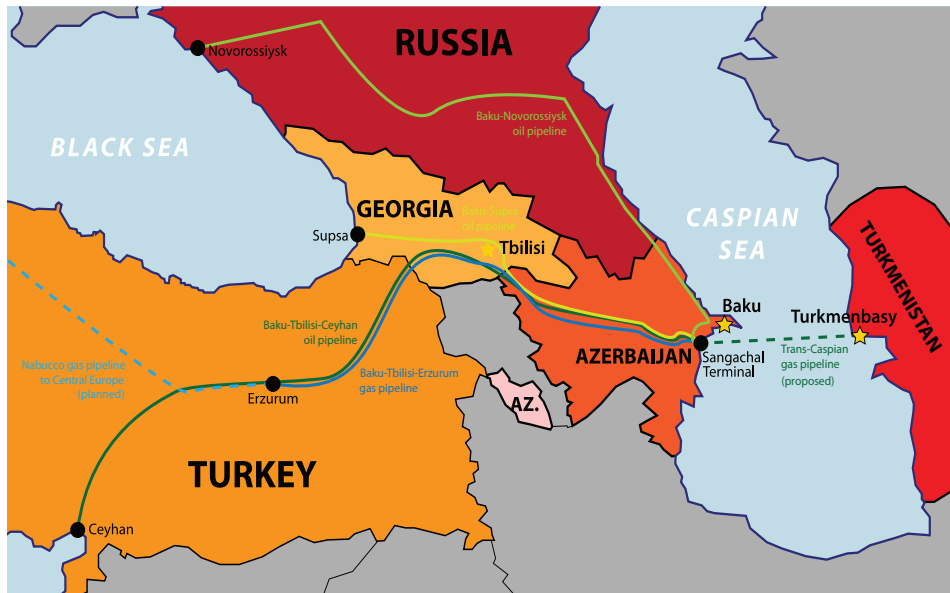 RUSSIA
Novorossiysk
Baku-Novorossiysk
oil pipeline
BLACK SEA
GEORGIA
Baku-Supsa
oil pipeline
CASPIAN
SEA
Supsa
Tbilisi
TURKMENISTAN
Baku
Turkmenbasy
Baku-Tbilisi-Ceyhan
oil pipeline
AZERBAIJAN
Sangachal
Terminal
Trans-Caspian
gas pipeline
(proposed)
Nabucco gas pipeline
to Central Europe
(planned)
Baku-Tbilisi-Erzurum
gas pipeline
Erzurum
AZ.
TURKEY
Ceyhan